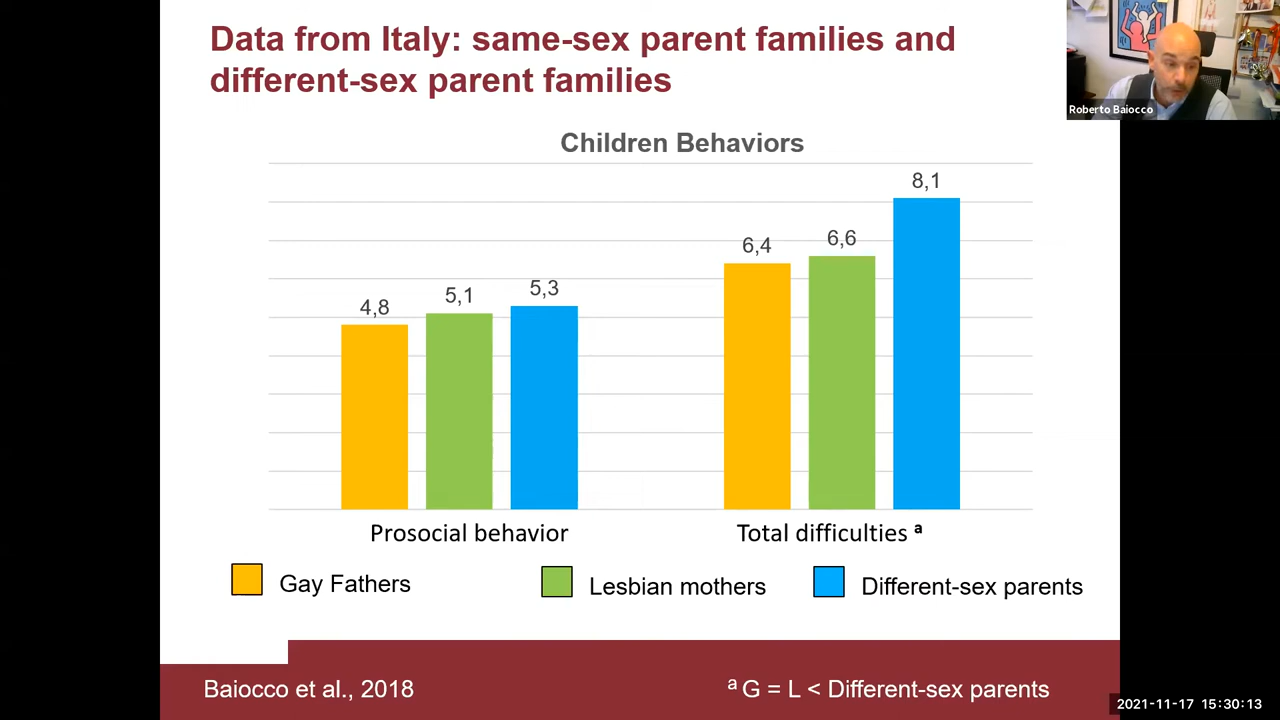 Data from Italy: same-sex parent families and
different-sex parent families
Roberto Baiocco
Children Behaviors
4,8
5,1
5,3
6,4
6,6
8,1
Prosocial behavior
Total difficulties ª
Gay Fathers
Lesbian mothers
Different-sex parents
Baiocco et al., 2018
ª G = L < Different-sex parents
2021-11-17 15:30:13